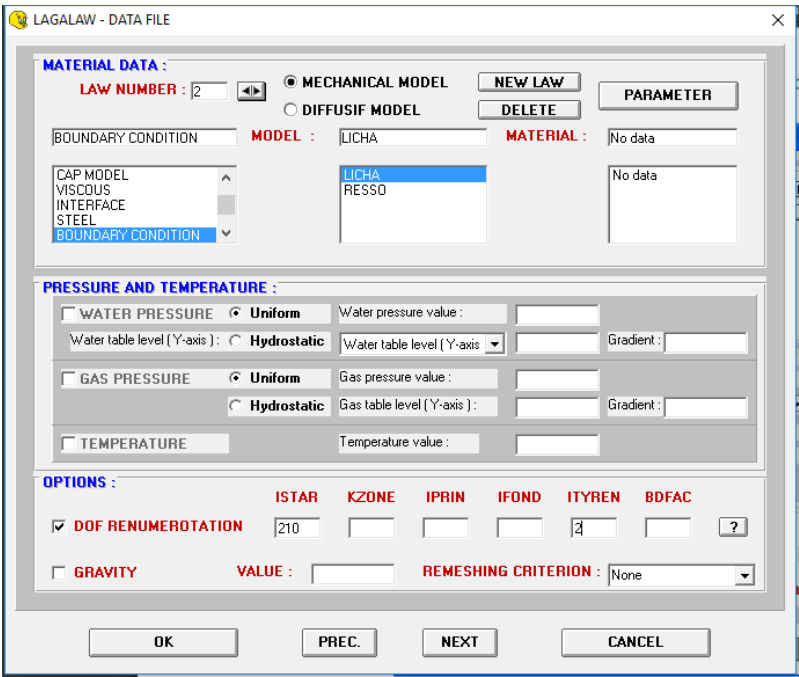 LAGALAW - DATA FILE
MATERIAL DATA :
LAW NUMBER : 2
MECHANICAL MODEL
NEW LAW
PARAMETER
DIFFUSIF MODEL
DELETE
BOUNDARY CONDITION MODEL : LICHA MATERIAL : No data
CAP MODEL
VISCOUS
INTERFACE
STEEL
BOUNDARY CONDITION
LICHA
RESSO
No data
PRESSURE AND TEMPERATURE :
WATER PRESSURE Uniform Water pressure value :
Water table level ( Y-axis ) : Hydrostatic Water table level ( Y-axis Gradient :
GAS PRESSURE Uniform Gas pressure value :
Hydrostatic Gas table level ( Y-axis ) : Gradient :
TEMPERATURE Temperature value :
OPTIONS :
ISTAR KZONE IPRIN IFOND ITYREN BDFAC
DOF RENUMEROTATION 210 2 ?
GRAVITY VALUE : REMESHING CRITERION : None
OK PREC. NEXT CANCEL